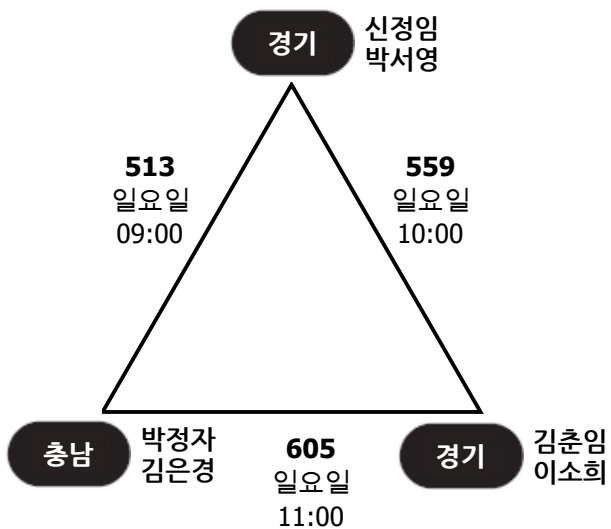 경기
신정임
박서영
513
일요일
09:00
559
일요일
10:00
충남
박정자
김은경
605
일요일
11:00
경기
김춘임
이소희